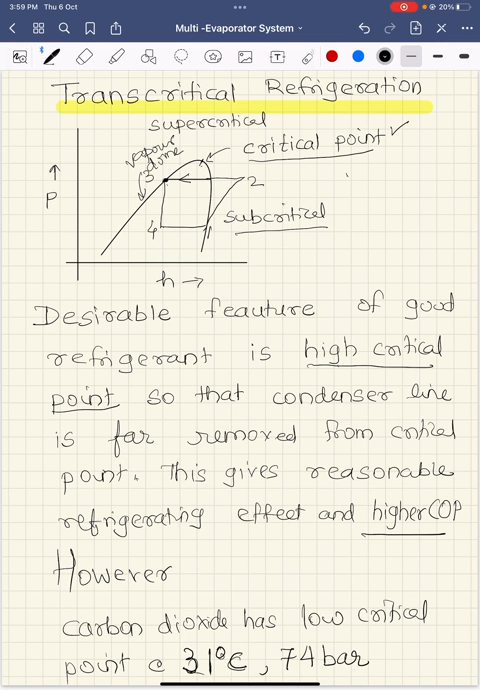 3:59 PM Thu 6 Oct
20%
Multi -Evaporator System
Transcritical Refrigeration
supercritical
critical point
vapour
dome
3
2
P
subcritical
4
1
h →
Desirable feauture of good
refrigerant is high critical
point so that condenser line
is far removed from critical
point. This gives reasonable
refrigerating effect and higher COP
However
Carbon dioxide has low critical
point @ 31°C, 74 bar